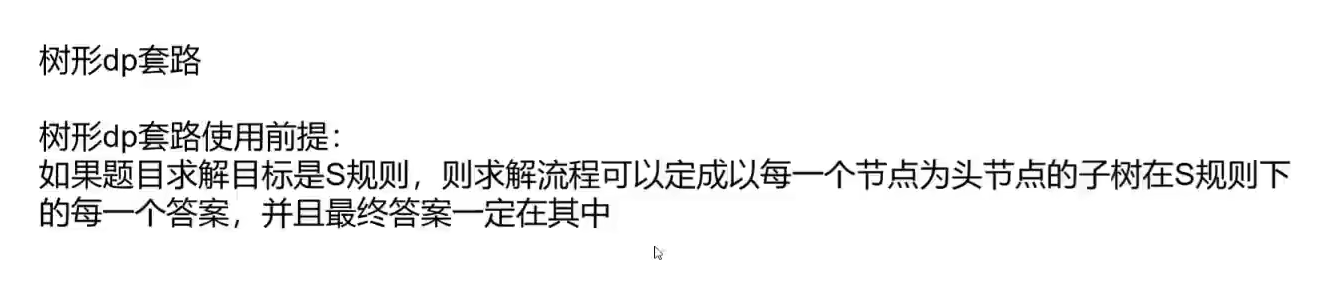 树形dp套路
树形dp套路使用前提：
如果题目求解目标是S规则，则求解流程可以定成以每一个节点为头节点的子树在S规则下
的每一个答案，并且最终答案一定在其中